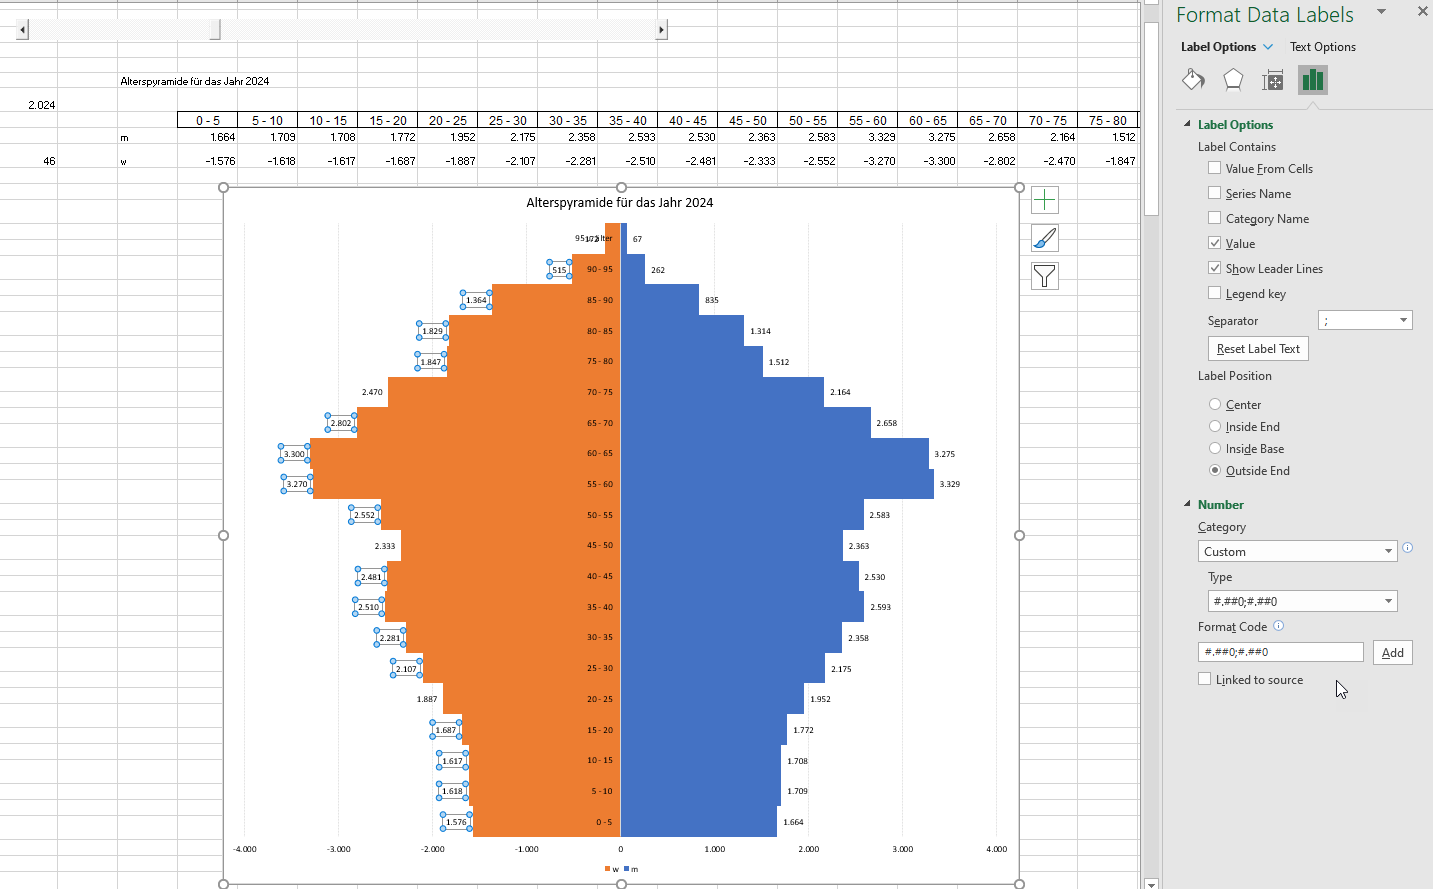 Format Data Labels
Label Options
Text Options
Alterspyramide für das Jahr 2024
2.024
0 - 5 5 - 10 10 - 15 15 - 20 20 - 25 25 - 30 30 - 35 35 - 40 40 - 45 45 - 50 50 - 55 55 - 60 60 - 65 65 - 70 70 - 75 75 - 80
m 1.664 1.709 1.708 1.772 1.952 2.175 2.358 2.593 2.530 2.363 2.583 3.329 3.275 2.658 2.164 1.512
46 w -1.576 -1.618 -1.617 -1.687 -1.887 -2.107 -2.281 -2.510 -2.481 -2.333 -2.552 -3.270 -3.300 -2.802 -2.470 -1.847
Alterspyramide für das Jahr 2024
172 67
515 90 - 95 262
1.364 85 - 90 835
1.829 80 - 85 1.314
1.847 75 - 80 1.512
2.470 70 - 75 2.164
2.802 65 - 70 2.658
3.300 60 - 65 3.275
3.270 55 - 60 3.329
2.552 50 - 55 2.583
2.333 45 - 50 2.363
2.481 40 - 45 2.530
2.510 35 - 40 2.593
2.281 30 - 35 2.358
2.107 25 - 30 2.175
1.887 20 - 25 1.952
1.687 15 - 20 1.772
1.617 10 - 15 1.708
1.618 5 - 10 1.709
1.576 0 - 5 1.664
-4.000 -3.000 -2.000 -1.000 0 1.000 2.000 3.000 4.000
w m
Label Options
Label Contains
Value From Cells
Series Name
Category Name
Value
Show Leader Lines
Legend key
Separator ;
Reset Label Text
Label Position
Center
Inside End
Inside Base
Outside End
Number
Category
Custom
Type
#.##0;#.##0
Format Code
#.##0;#.##0
Add
Linked to source